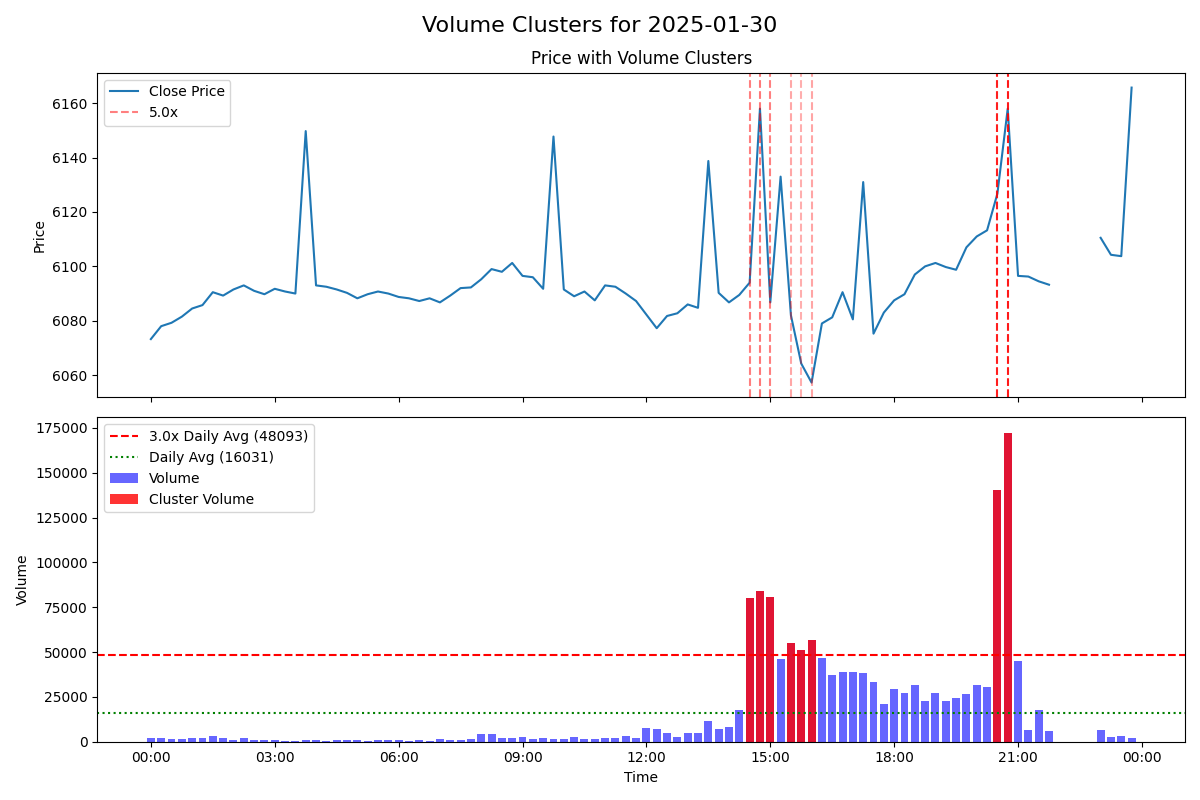 Volume Clusters for 2025-01-30
Price with Volume Clusters
Close Price
5.0x
6160
6140
6120
6100
6080
6060
Price
3.0x Daily Avg (48093)
Daily Avg (16031)
Volume
Cluster Volume
175000
150000
125000
100000
75000
50000
25000
0
Volume
00:00 03:00 06:00 09:00 12:00 15:00 18:00 21:00 00:00
Time